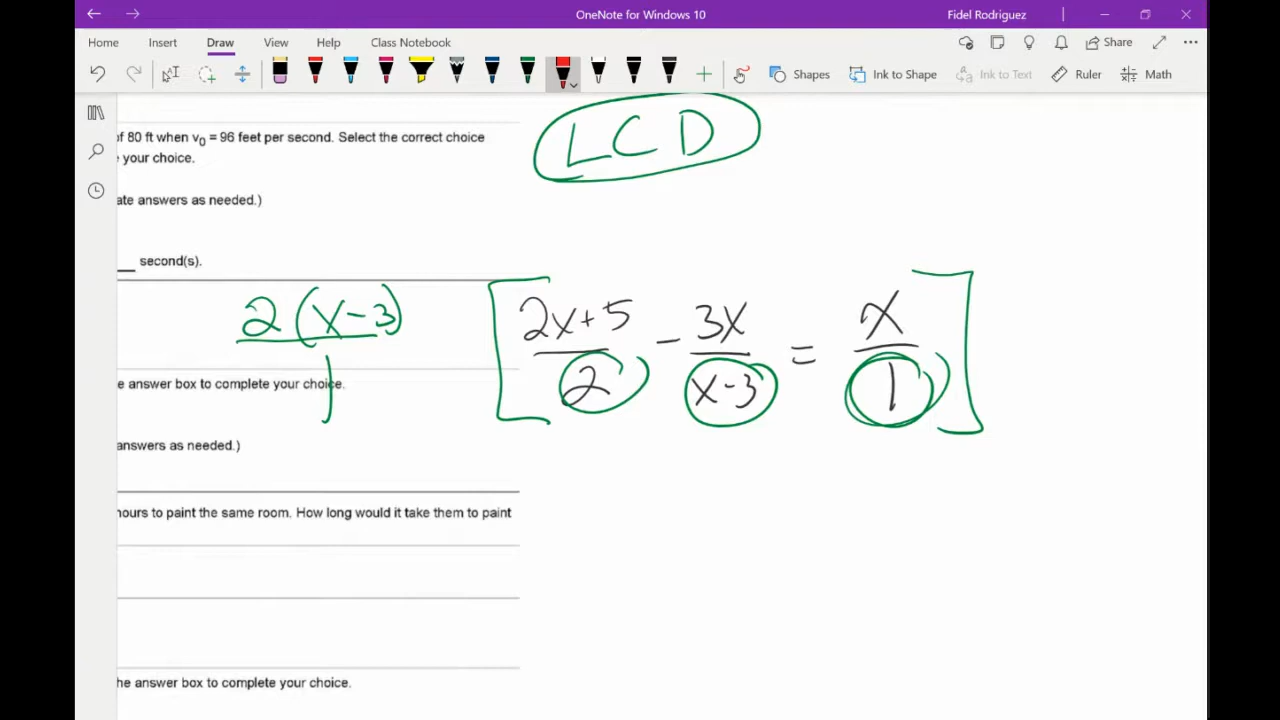 OneNote for Windows 10
Fidel Rodriguez
Home Insert Draw View Help Class Notebook
Share
Shapes Ink to Shape Ink to Text Ruler Math
of 80 ft when v0 = 96 feet per second. Select the correct choice
your choice.
ate answers as needed.)
second(s).
LCD
2(x-3)/1 [(2x+5)/2 - 3x/(x-3) = x/1]
e answer box to complete your choice.
answers as needed.)
hours to paint the same room. How long would it take them to paint
he answer box to complete your choice.